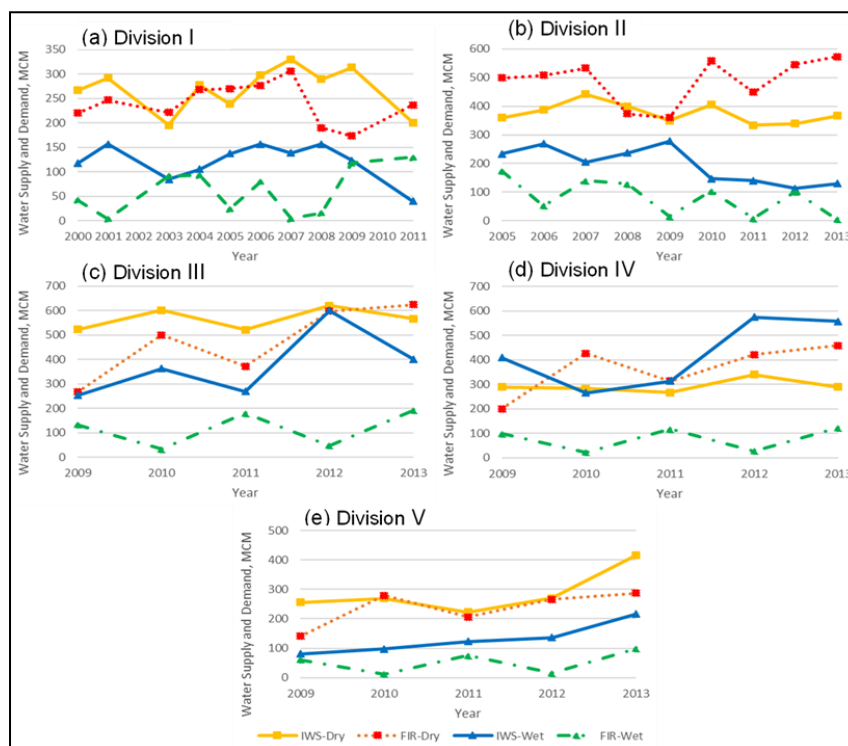 (a) Division I
Water Supply and Demand, MCM
350
300
250
200
150
100
50
0
2000 2001 2002 2003 2004 2005 2006 2007 2008 2009 2010 2011
Year
(b) Division II
Water Supply and Demand, MCM
600
500
400
300
200
100
0
2005 2006 2007 2008 2009 2010 2011 2012 2013
Year
(c) Division III
Water Supply and Demand, MCM
700
600
500
400
300
200
100
0
2009 2010 2011 2012 2013
Year
(d) Division IV
Water Supply and Demand, MCM
700
600
500
400
300
200
100
0
2009 2010 2011 2012 2013
Year
(e) Division V
Water Supply and Demand, MCM
500
400
300
200
100
0
2009 2010 2011 2012 2013
Year
IWS-Dry FIR-Dry IWS-Wet FIR-Wet